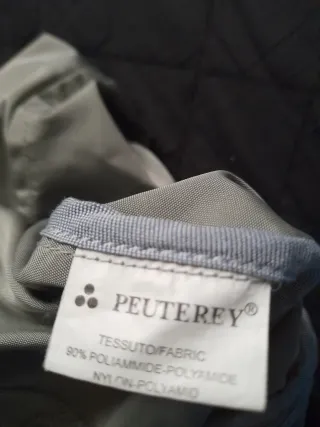 PEUTEREY®
TESSUTO/FABRIC
90% POLIAMMIDE-POLYAMIDE
NYLON-POLYAMID